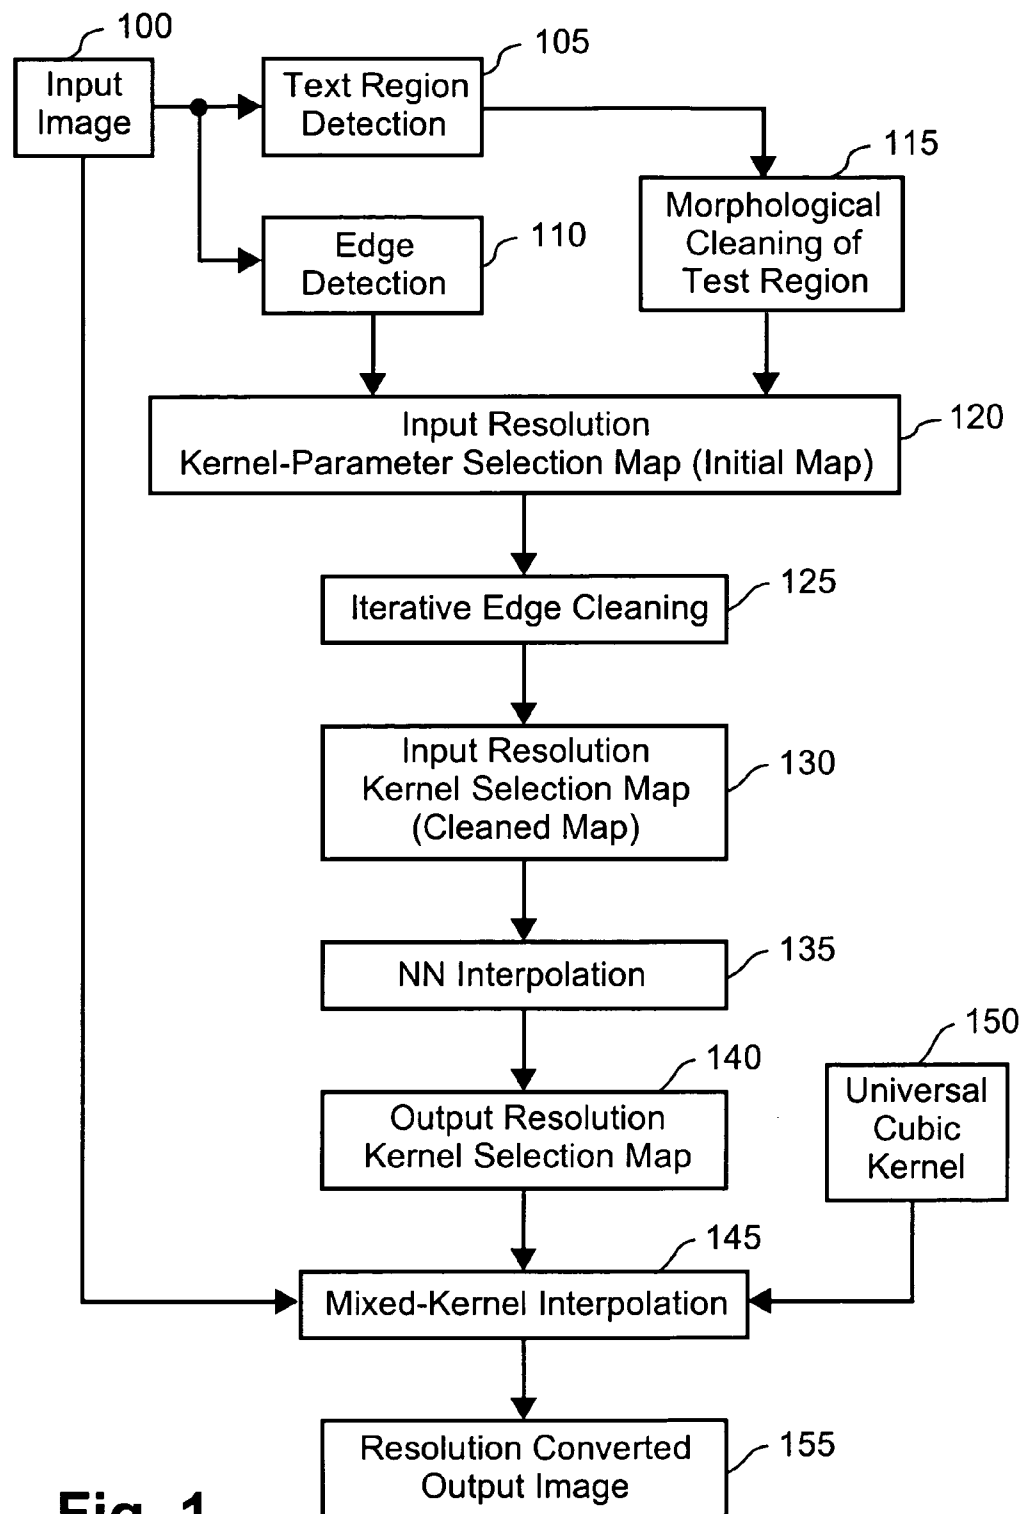 100
Input
Image
105
Text Region
Detection
110
Edge
Detection
115
Morphological
Cleaning of
Test Region
120
Input Resolution
Kernel-Parameter Selection Map (Initial Map)
125
Iterative Edge Cleaning
130
Input Resolution
Kernel Selection Map
(Cleaned Map)
135
NN Interpolation
140
Output Resolution
Kernel Selection Map
150
Universal
Cubic
Kernel
145
Mixed-Kernel Interpolation
155
Resolution Converted
Output Image
Fig. 1